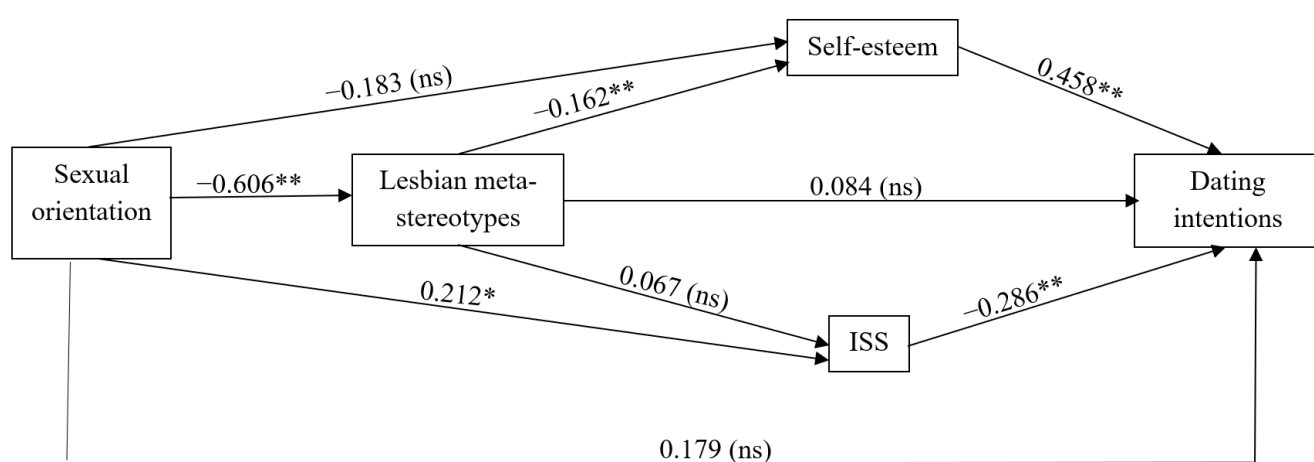 Self-esteem
−0.183 (ns)
−0.162**
0.458**
Sexual
orientation
−0.606**
Lesbian meta-
stereotypes
0.084 (ns)
Dating
intentions
0.067 (ns)
0.212*
−0.286**
ISS
0.179 (ns)